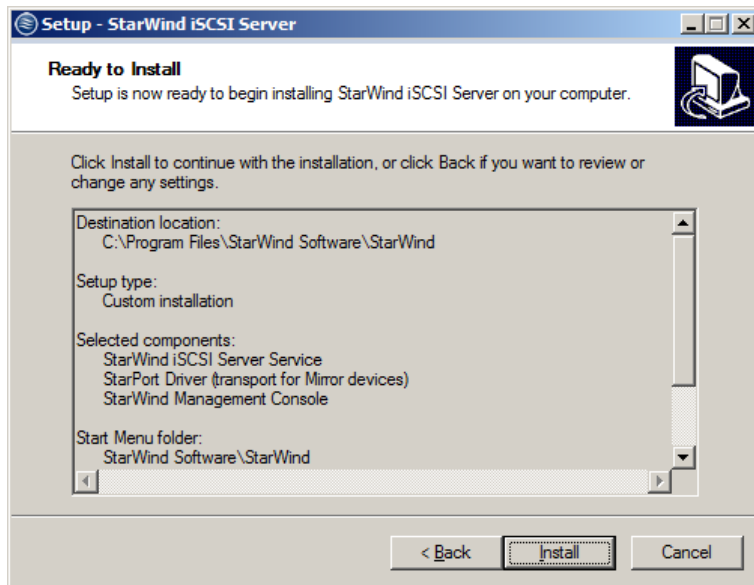 Setup - StarWind iSCSI Server
Ready to Install
Setup is now ready to begin installing StarWind iSCSI Server on your computer.
Click Install to continue with the installation, or click Back if you want to review or
change any settings.
Destination location:
C:\Program Files\StarWind Software\StarWind
Setup type:
Custom installation
Selected components:
StarWind iSCSI Server Service
StarPort Driver (transport for Mirror devices)
StarWind Management Console
Start Menu folder:
StarWind Software\StarWind
< Back
Install
Cancel